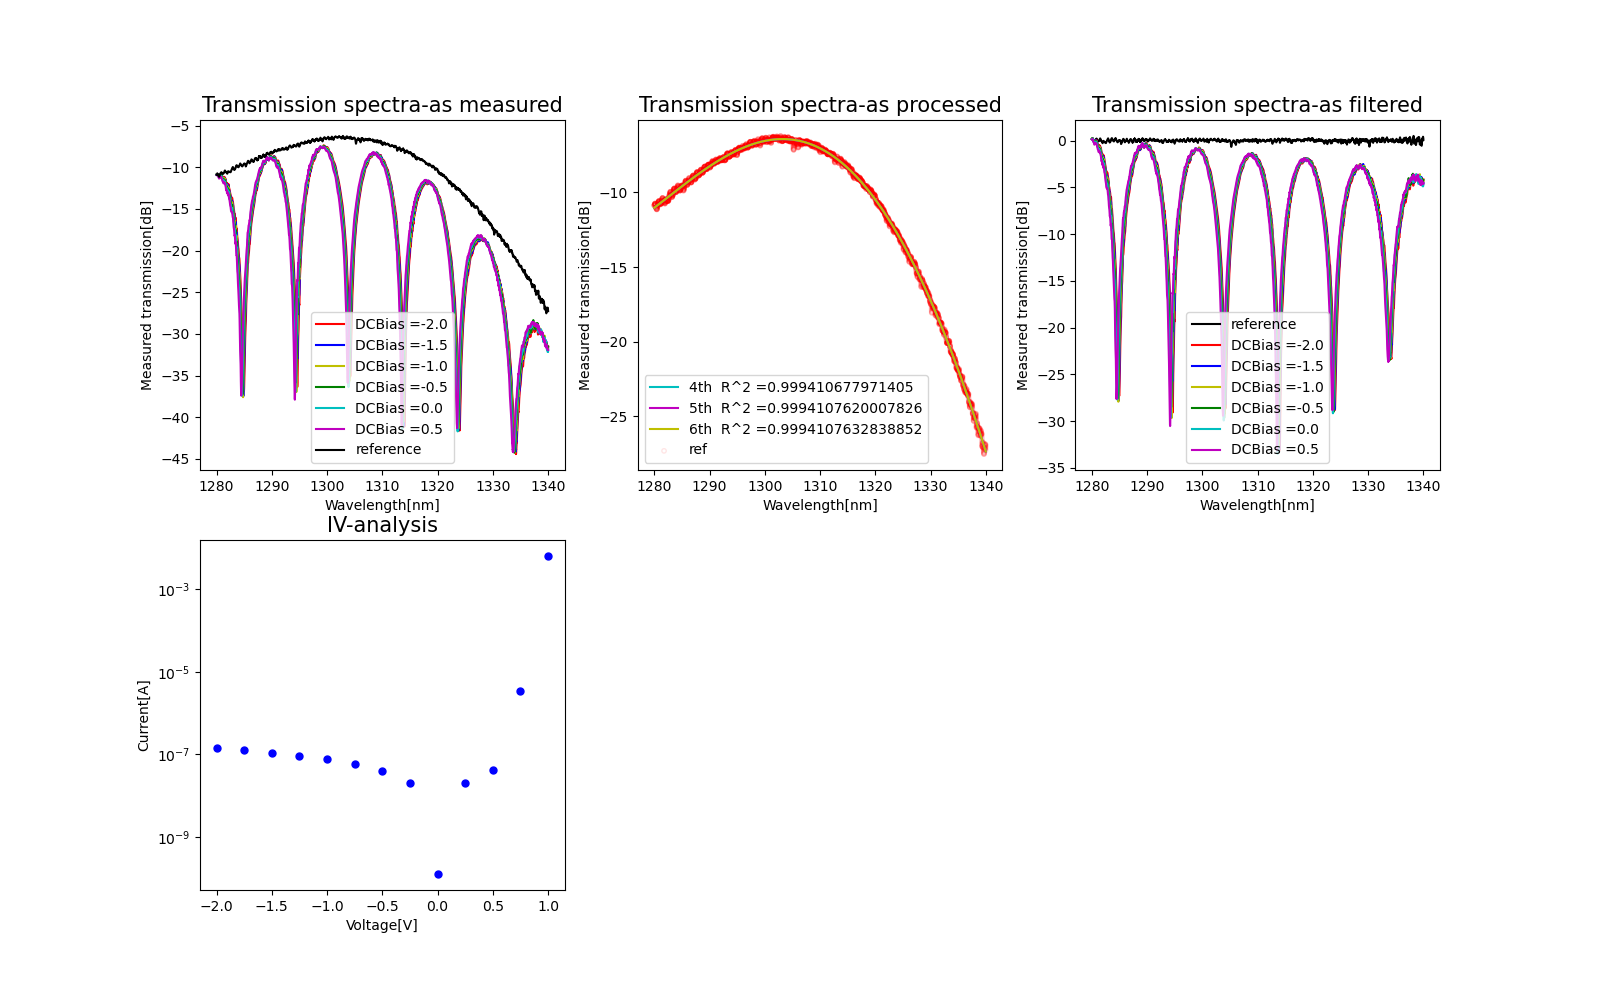 Transmission spectra-as measured
−5
−10
−15
−20
−25
−30
−35
−40
−45
Measured transmission[dB]
DCBias =-2.0
DCBias =-1.5
DCBias =-1.0
DCBias =-0.5
DCBias =0.0
DCBias =0.5
reference
1280 1290 1300 1310 1320 1330 1340
Wavelength[nm]
Transmission spectra-as processed
−10
−15
−20
−25
Measured transmission[dB]
4th R^2 =0.999410677971405
5th R^2 =0.9994107620007826
6th R^2 =0.9994107632838852
ref
1280 1290 1300 1310 1320 1330 1340
Wavelength[nm]
Transmission spectra-as filtered
0
−5
−10
−15
−20
−25
−30
−35
Measured transmission[dB]
reference
DCBias =-2.0
DCBias =-1.5
DCBias =-1.0
DCBias =-0.5
DCBias =0.0
DCBias =0.5
1280 1290 1300 1310 1320 1330 1340
Wavelength[nm]
IV-analysis
10⁻³
10⁻⁵
10⁻⁷
10⁻⁹
Current[A]
−2.0 −1.5 −1.0 −0.5 0.0 0.5 1.0
Voltage[V]